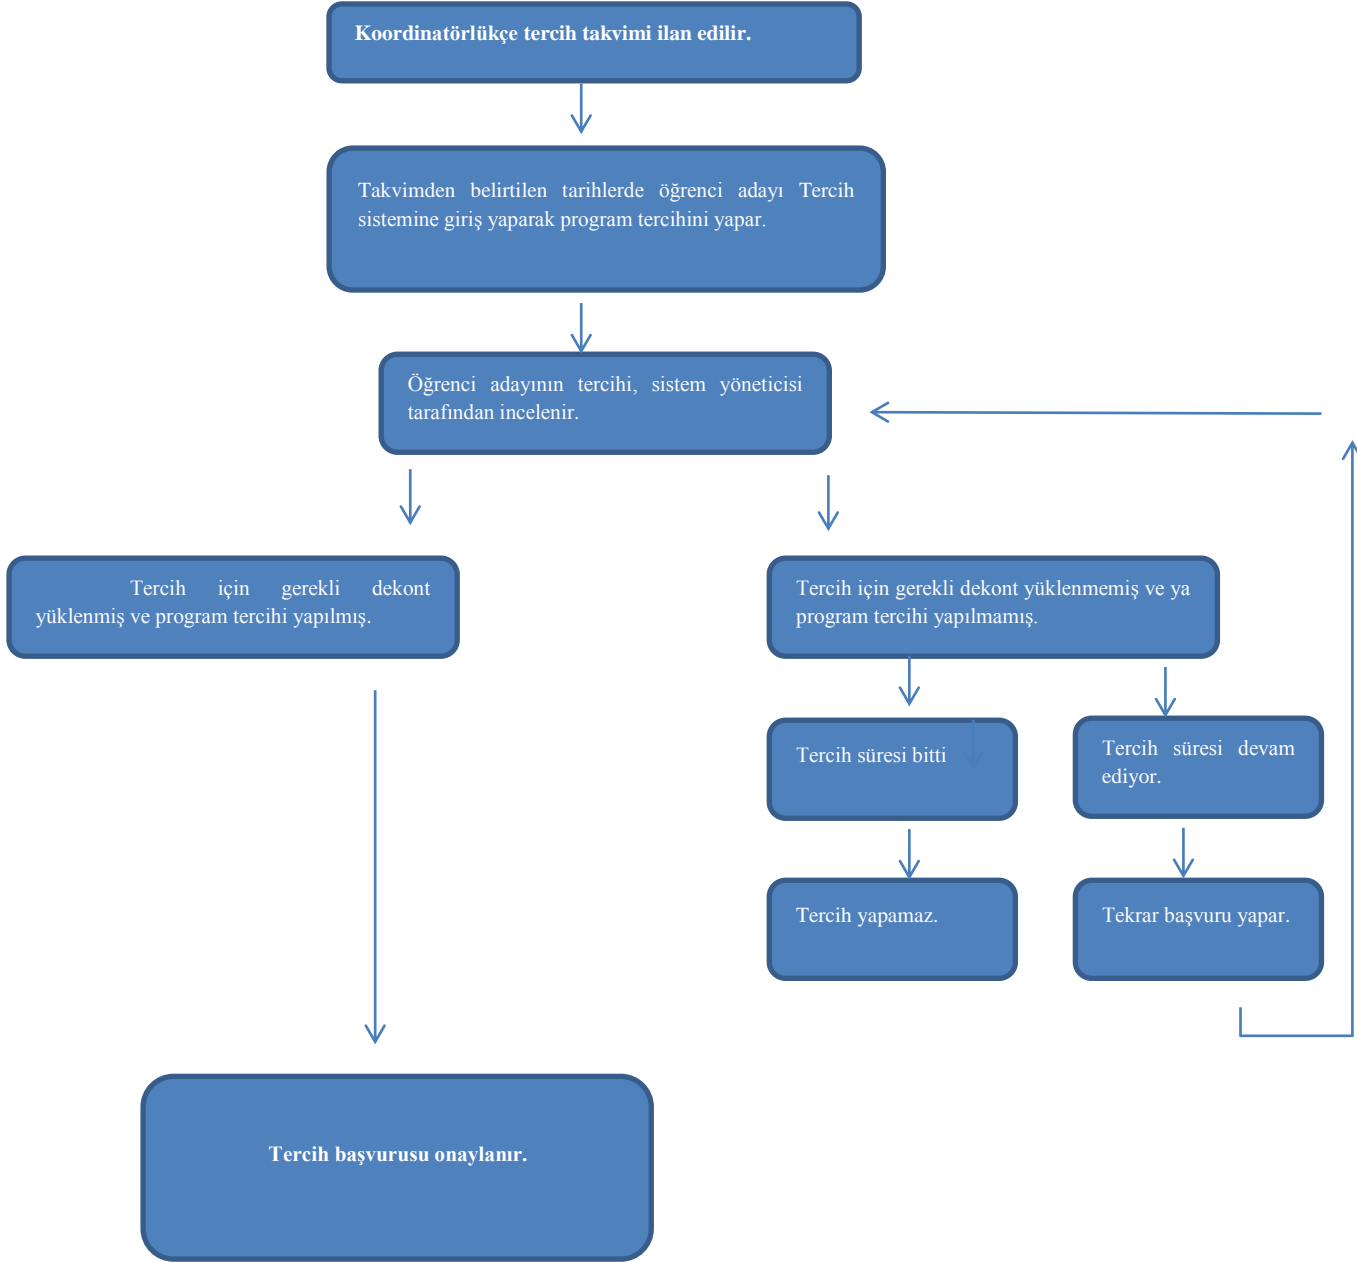 Koordinatörlükçe tercih takvimi ilan edilir.
Takvimden belirtilen tarihlerde öğrenci adayı Tercih
sistemine giriş yaparak program tercihini yapar.
Öğrenci adayının tercihi, sistem yöneticisi
tarafından incelenir.
Tercih için gerekli dekont
yüklenmiş ve program tercihi yapılmış.
Tercih için gerekli dekont yüklenmemiş ve ya
program tercihi yapılmamış.
Tercih süresi bitti
Tercih süresi devam
ediyor.
Tercih yapamaz.
Tekrar başvuru yapar.
Tercih başvurusu onaylanır.